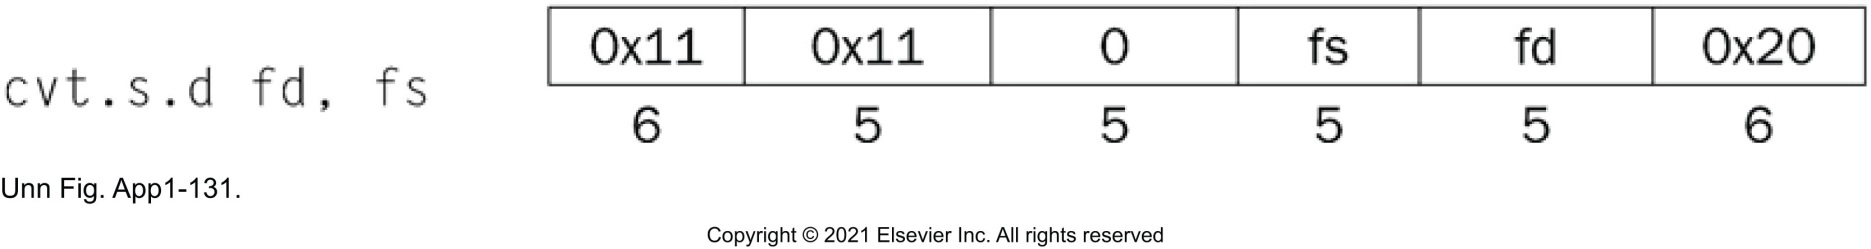 0x11 0x11 0 fs fd 0x20
cvt.s.d fd, fs
6 5 5 5 5 6
Unn Fig. App1-131.
Copyright © 2021 Elsevier Inc. All rights reserved